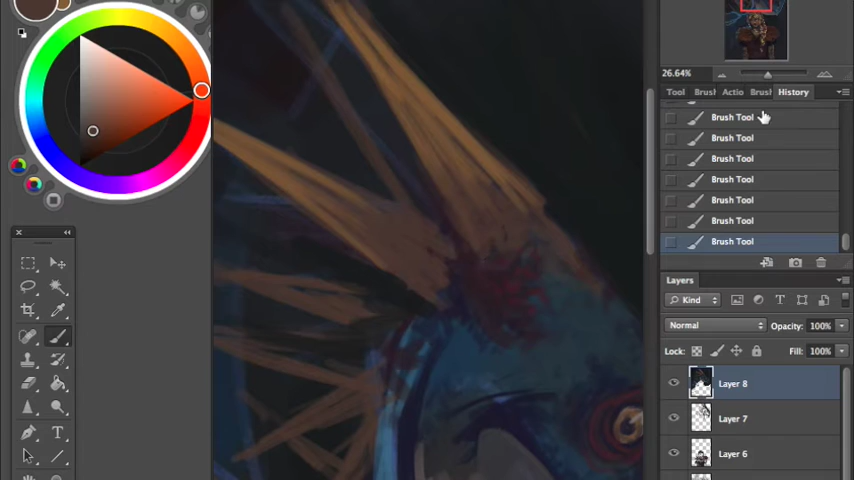 26.64%
Tool Brush Actio Brush History
Brush Tool
Brush Tool
Brush Tool
Brush Tool
Brush Tool
Brush Tool
Brush Tool
Layers
Kind
Normal Opacity: 100%
Lock: Fill: 100%
Layer 8
Layer 7
Layer 6